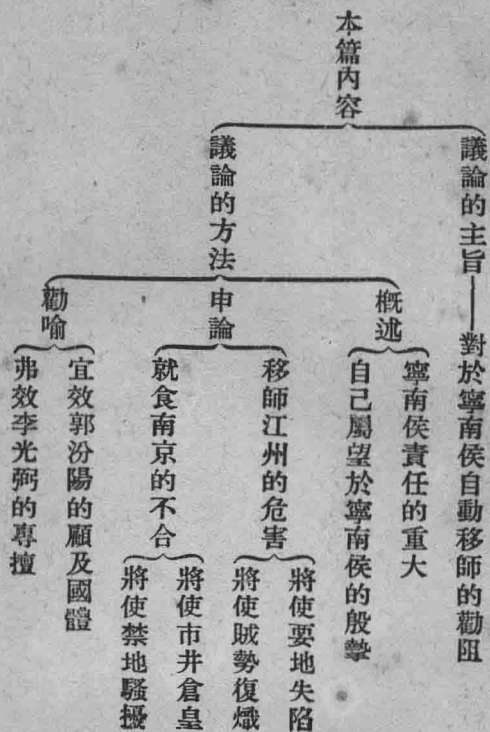 本篇內容
議論的主旨——對於寧南侯自動移師的勸阻
議論的方法
概述
寧南侯責任的重大
自己屬望於寧南侯的殷摯
申論
移師江州的危害
將使要地失陷
將使賊勢復熾
就食南京的不合
將使市井倉皇
將使禁地騷擾
勸喻
宜效郭汾陽的顧及國體
弗效李光弼的專擅